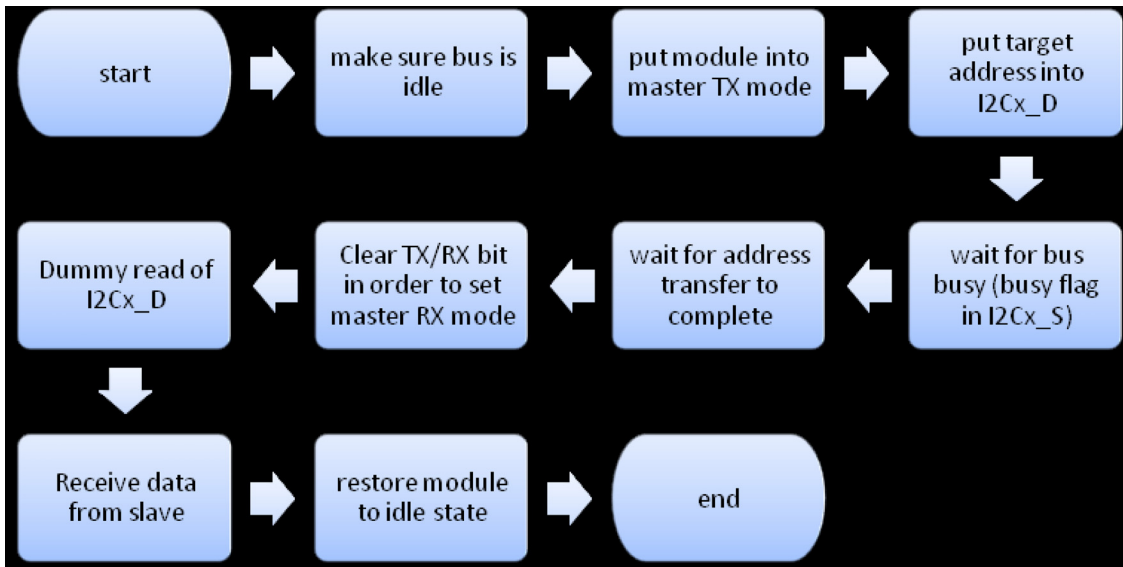 start
make sure bus is
idle
put module into
master TX mode
put target
address into
I2Cx_D
wait for bus
busy (busy flag
in I2Cx_S)
wait for address
transfer to
complete
Clear TX/RX bit
in order to set
master RX mode
Dummy read of
I2Cx_D
Receive data
from slave
restore module
to idle state
end